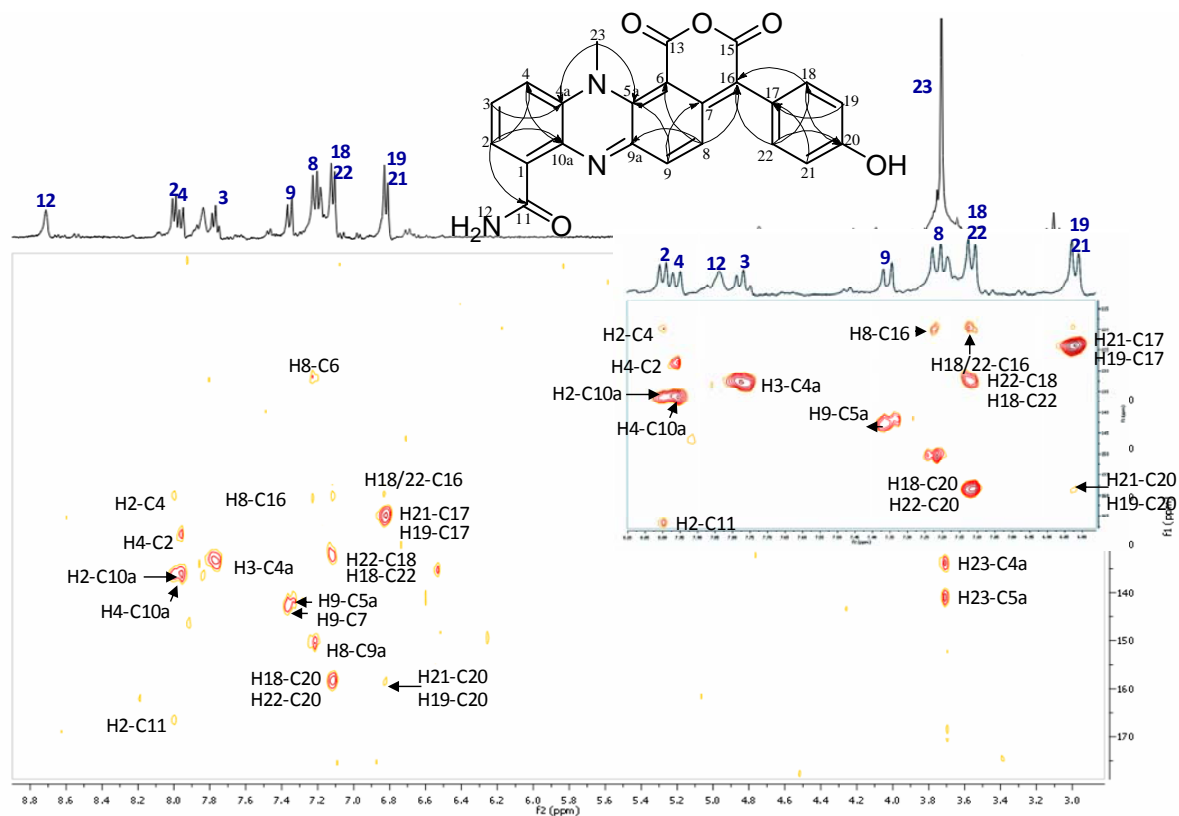 23
O
O
O
13
15
4
N
6
16
18
3
4a
5a
7
17
19
2
10a
N
9a
8
22
20
1
9
21
OH
12
H₂N
11
O
23
12
2
4
3
9
8
18
22
19
21
2
4
12
3
9
8
18
22
19
21
H2-C4
H8-C16
H21-C17
H4-C2
H18/22-C16
H19-C17
H3-C4a
H22-C18
H2-C10a
H18-C22
H9-C5a
H4-C10a
H18-C20
H21-C20
H22-C20
H19-C20
H2-C11
H8-C6
H18/22-C16
H2-C4
H8-C16
H21-C17
H19-C17
H4-C2
H3-C4a
H22-C18
H18-C22
H2-C10a
H23-C4a
H4-C10a
H9-C5a
H23-C5a
H9-C7
H8-C9a
H18-C20
H21-C20
H22-C20
H19-C20
H2-C11
0
0
0
0
140
150
160
170
f1 (ppm)
8.8 8.6 8.4 8.2 8.0 7.8 7.6 7.4 7.2 7.0 6.8 6.6 6.4 6.2 6.0 5.8 5.6 5.4 5.2 5.0 4.8 4.6 4.4 4.2 4.0 3.8 3.6 3.4 3.2 3.0
f2 (ppm)